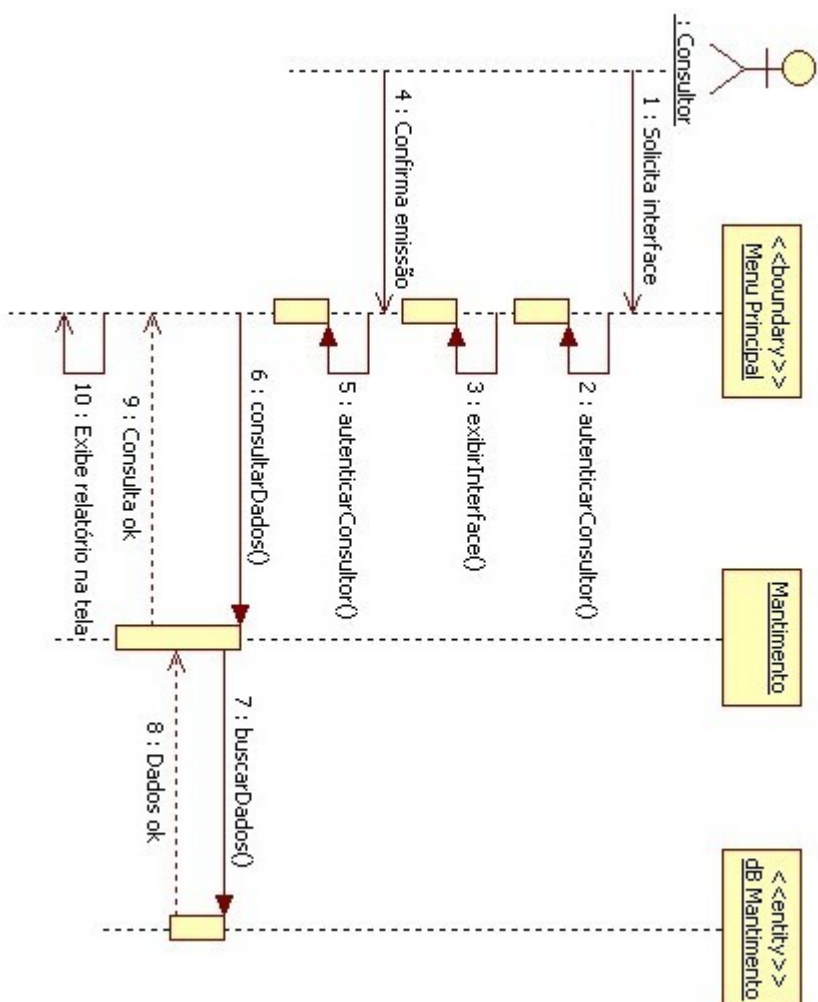 : Consultor
<<boundary>>
Menu Principal
Mantimento
<<entity>>
dB Mantimento
1 : Solicita interface
2 : autenticarConsultor()
3 : exibirInterface()
4 : Confirma emissão
5 : autenticarConsultor()
6 : consultarDados()
7 : buscarDados()
8 : Dados ok
9 : Consulta ok
10 : Exibe relatório na tela